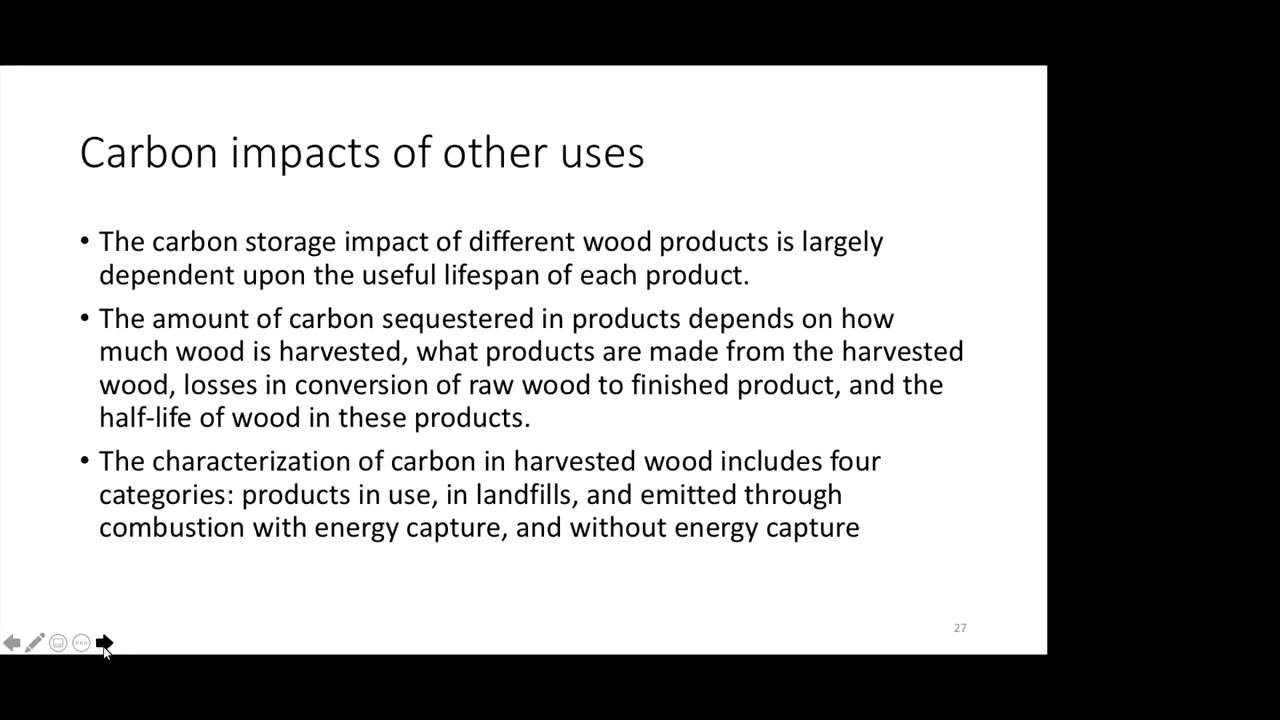 Carbon impacts of other uses
• The carbon storage impact of different wood products is largely
dependent upon the useful lifespan of each product.
• The amount of carbon sequestered in products depends on how
much wood is harvested, what products are made from the harvested
wood, losses in conversion of raw wood to finished product, and the
half-life of wood in these products.
• The characterization of carbon in harvested wood includes four
categories: products in use, in landfills, and emitted through
combustion with energy capture, and without energy capture
27